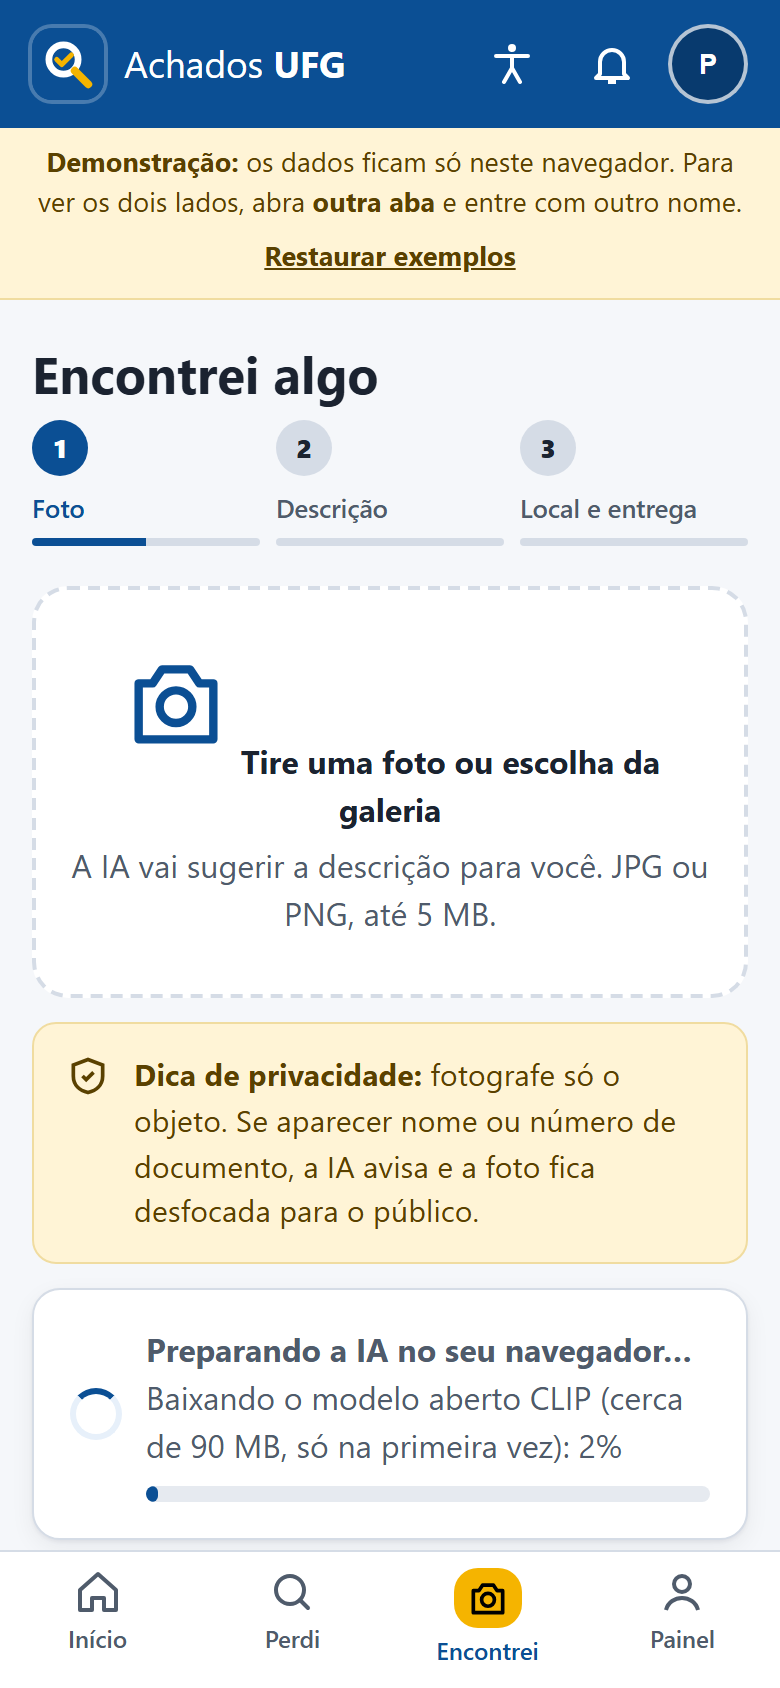 Achados UFG
P
Demonstração: os dados ficam só neste navegador. Para
ver os dois lados, abra outra aba e entre com outro nome.
Restaurar exemplos
Encontrei algo
1
2
3
Foto
Descrição
Local e entrega
Tire uma foto ou escolha da
galeria
A IA vai sugerir a descrição para você. JPG ou
PNG, até 5 MB.
Dica de privacidade: fotografe só o
objeto. Se aparecer nome ou número de
documento, a IA avisa e a foto fica
desfocada para o público.
Preparando a IA no seu navegador...
Baixando o modelo aberto CLIP (cerca
de 90 MB, só na primeira vez): 2%
Início
Perdi
Encontrei
Painel